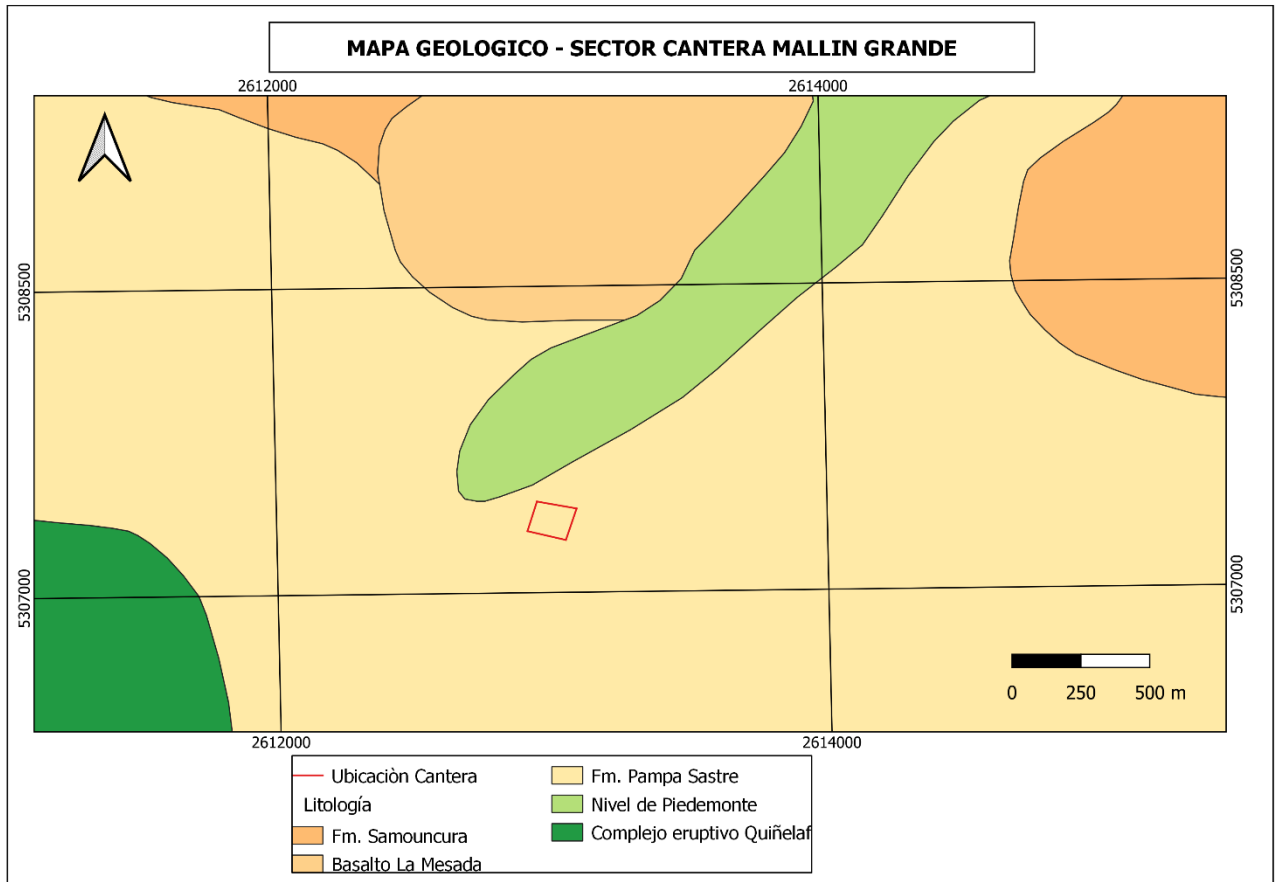 MAPA GEOLOGICO - SECTOR CANTERA MALLIN GRANDE
2612000
2614000
5308500
5308500
5307000
5307000
0 250 500 m
2612000
2614000
Ubicaciòn Cantera
Litología
Fm. Samouncura
Basalto La Mesada
Fm. Pampa Sastre
Nivel de Piedemonte
Complejo eruptivo Quiñelaf